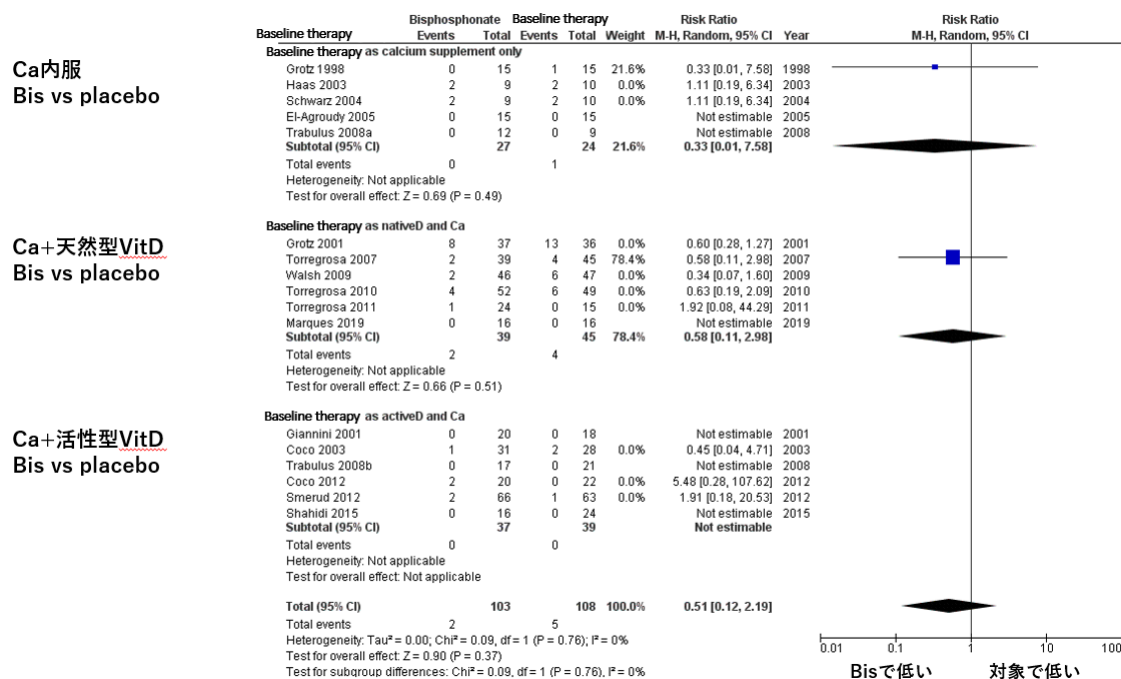 Bisphosphonate Baseline therapy Risk Ratio Risk Ratio
Baseline therapy Events Total Events Total Weight M-H, Random, 95% CI Year M-H, Random, 95% CI
Ca内服
Bis vs placebo
Baseline therapy as calcium supplement only
Grotz 1998 0 15 1 15 21.6% 0.33 [0.01, 7.58] 1998
Haas 2003 2 9 2 10 0.0% 1.11 [0.19, 6.34] 2003
Schwarz 2004 2 9 2 10 0.0% 1.11 [0.19, 6.34] 2004
El-Agroudy 2005 0 15 0 15 Not estimable 2005
Trabulus 2008a 0 12 0 9 Not estimable 2008
Subtotal (95% CI) 27 24 21.6% 0.33 [0.01, 7.58]
Total events 0 1
Heterogeneity: Not applicable
Test for overall effect: Z = 0.69 (P = 0.49)
Ca+天然型VitD
Bis vs placebo
Baseline therapy as nativeD and Ca
Grotz 2001 8 37 13 36 0.0% 0.60 [0.28, 1.27] 2001
Torregrosa 2007 2 39 4 45 78.4% 0.58 [0.11, 2.98] 2007
Walsh 2009 2 46 6 47 0.0% 0.34 [0.07, 1.60] 2009
Torregrosa 2010 4 52 6 49 0.0% 0.63 [0.19, 2.09] 2010
Torregrosa 2011 1 24 0 15 0.0% 1.92 [0.08, 44.29] 2011
Marques 2019 0 16 0 16 Not estimable 2019
Subtotal (95% CI) 39 45 78.4% 0.58 [0.11, 2.98]
Total events 2 4
Heterogeneity: Not applicable
Test for overall effect: Z = 0.66 (P = 0.51)
Ca+活性型VitD
Bis vs placebo
Baseline therapy as activeD and Ca
Giannini 2001 0 20 0 18 Not estimable 2001
Coco 2003 1 31 2 28 0.0% 0.45 [0.04, 4.71] 2003
Trabulus 2008b 0 17 0 21 Not estimable 2008
Coco 2012 2 20 0 22 0.0% 5.48 [0.28, 107.62] 2012
Smerud 2012 2 66 1 63 0.0% 1.91 [0.18, 20.53] 2012
Shahidi 2015 0 16 0 24 Not estimable 2015
Subtotal (95% CI) 37 39 Not estimable
Total events 0 0
Heterogeneity: Not applicable
Test for overall effect: Not applicable
Total (95% CI) 103 108 100.0% 0.51 [0.12, 2.19]
Total events 2 5
Heterogeneity: Tau² = 0.00; Chi² = 0.09, df = 1 (P = 0.76); I² = 0%
Test for overall effect: Z = 0.90 (P = 0.37)
Test for subgroup differences: Chi² = 0.09, df = 1 (P = 0.76), I² = 0%
0.01 0.1 1 10 100
Bisで低い 対象で低い